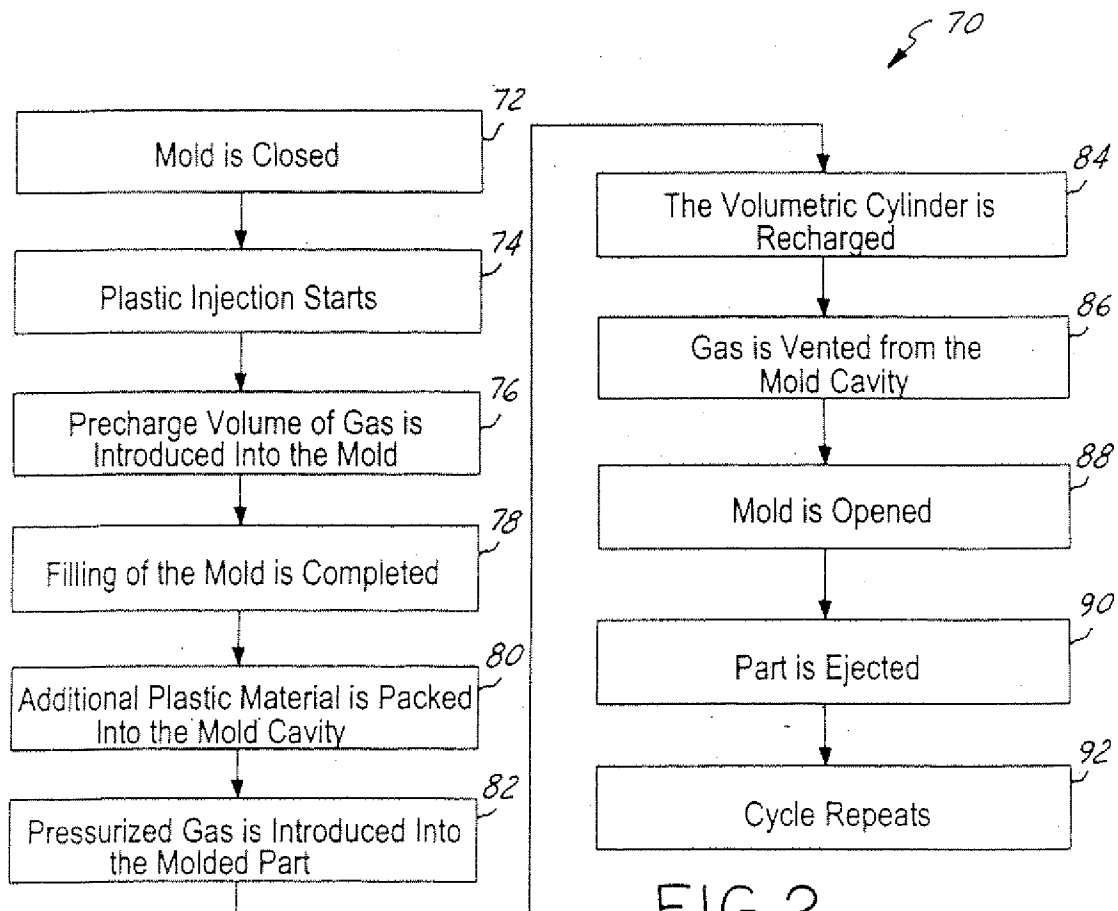 70
72
Mold is Closed
74
Plastic Injection Starts
76
Precharge Volume of Gas is
Introduced Into the Mold
78
Filling of the Mold is Completed
80
Additional Plastic Material is Packed
Into the Mold Cavity
82
Pressurized Gas is Introduced Into
the Molded Part
84
The Volumetric Cylinder is
Recharged
86
Gas is Vented from the
Mold Cavity
88
Mold is Opened
90
Part is Ejected
92
Cycle Repeats
FIG. 2